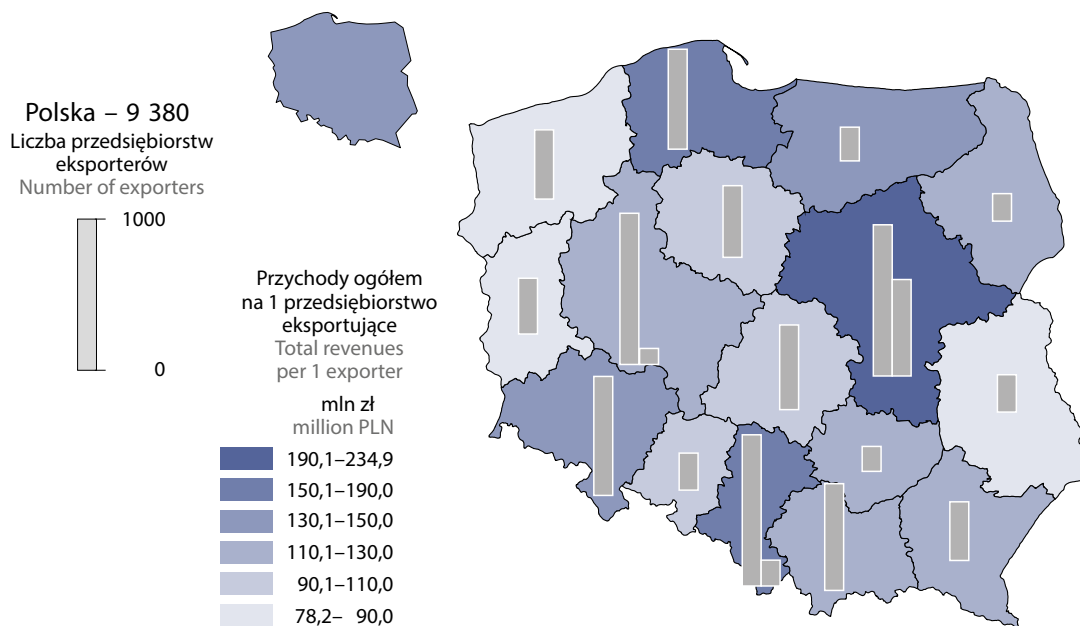 Polska – 9 380
Liczba przedsiębiorstw
eksporterów
Number of exporters
1000
0
Przychody ogółem
na 1 przedsiębiorstwo
eksportujące
Total revenues
per 1 exporter
mln zł
million PLN
190,1–234,9
150,1–190,0
130,1–150,0
110,1–130,0
90,1–110,0
78,2– 90,0